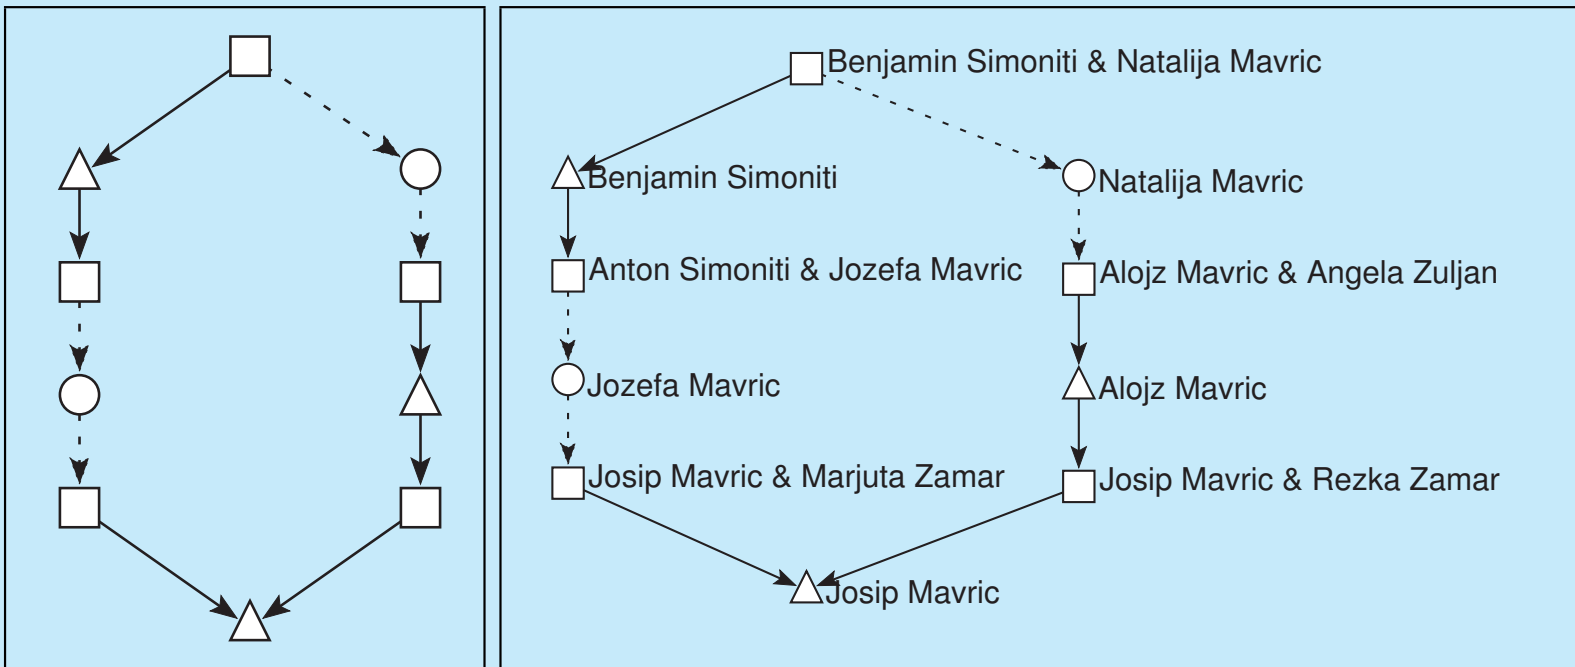 Benjamin Simoniti & Natalija Mavric
Benjamin Simoniti
Natalija Mavric
Anton Simoniti & Jozefa Mavric
Alojz Mavric & Angela Zuljan
Jozefa Mavric
Alojz Mavric
Josip Mavric & Marjuta Zamar
Josip Mavric & Rezka Zamar
Josip Mavric